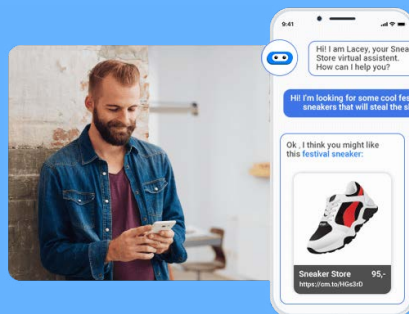 9:41
Hi! I am Lacey, your Snea
Store virtual assistent.
How can I help you?
Hi! I'm looking for some cool fes
sneakers that will steal the s
Ok , I think you might like
this festival sneaker:
Sneaker Store 95,-
https://om.to/HGs3rD